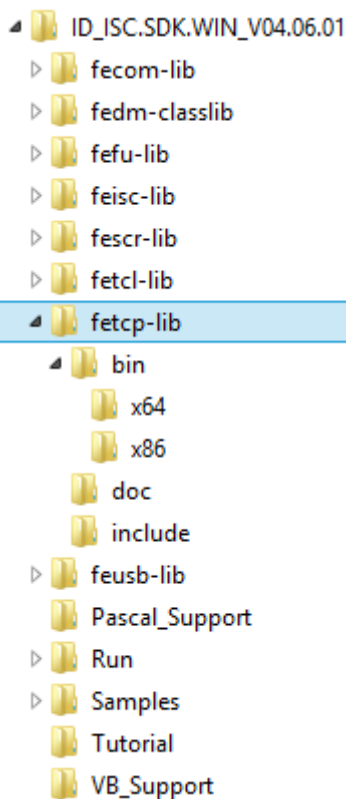 ID_ISC.SDK.WIN_V04.06.01
fecom-lib
fedm-classlib
fefu-lib
feisc-lib
fescr-lib
fetcl-lib
fetcp-lib
bin
x64
x86
doc
include
feusb-lib
Pascal_Support
Run
Samples
Tutorial
VB_Support